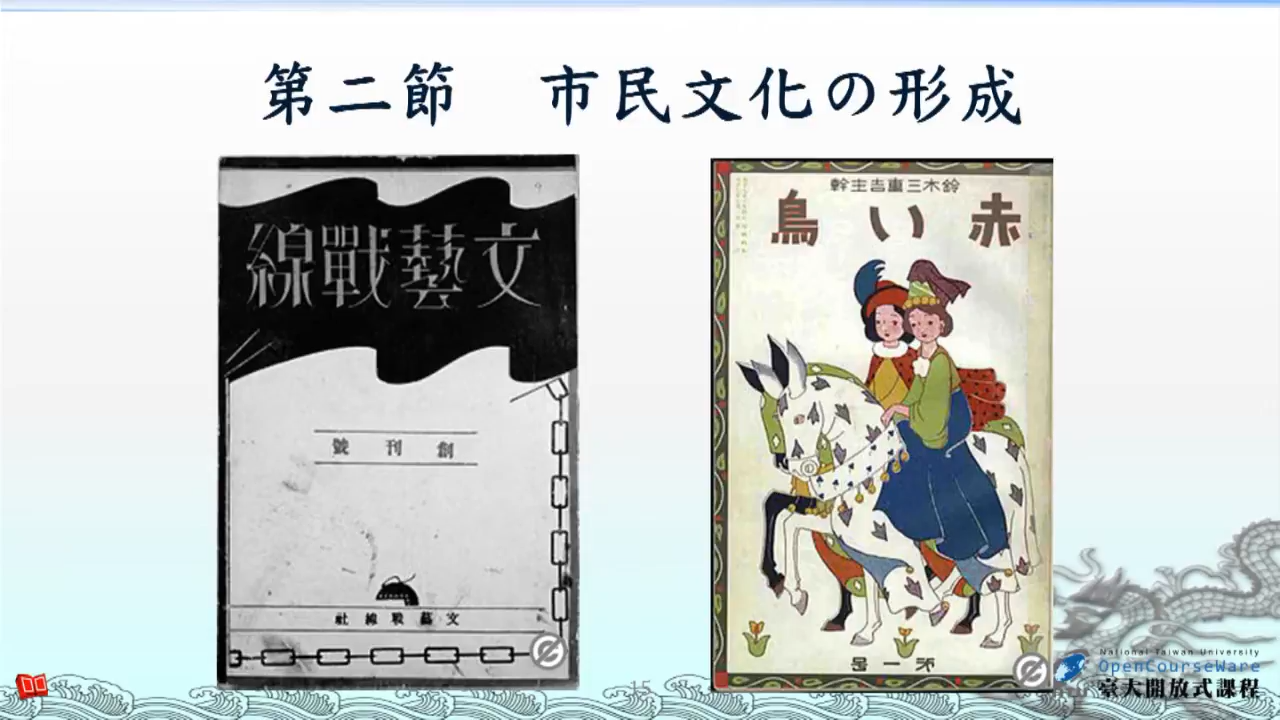 第二節　市民文化の形成
線戰藝文
號刊創
社線戰藝文
幹主吉重三木鈴
鳥い赤
號一第
15
National Taiwan University
OpenCourseWare
臺大開放式課程